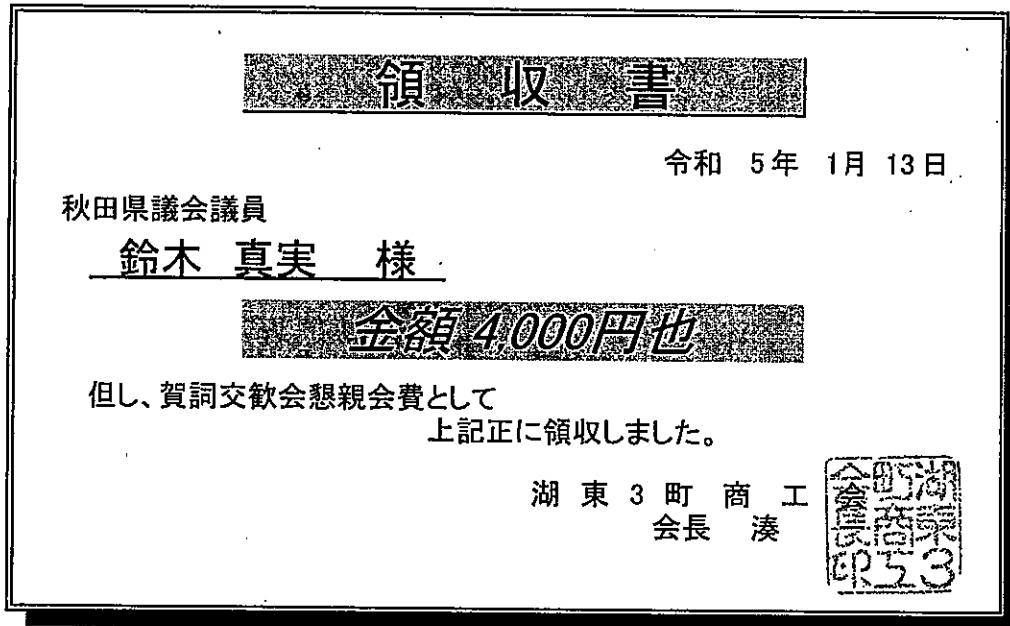 領収書
令和 5年 1月 13日
秋田県議会議員
鈴木 真実 様
金額 4,000円也
但し、賀詞交歓会懇親会費として
上記正に領収しました。
湖東3町商工
会長 湊
湖東3
町商工
会会長印